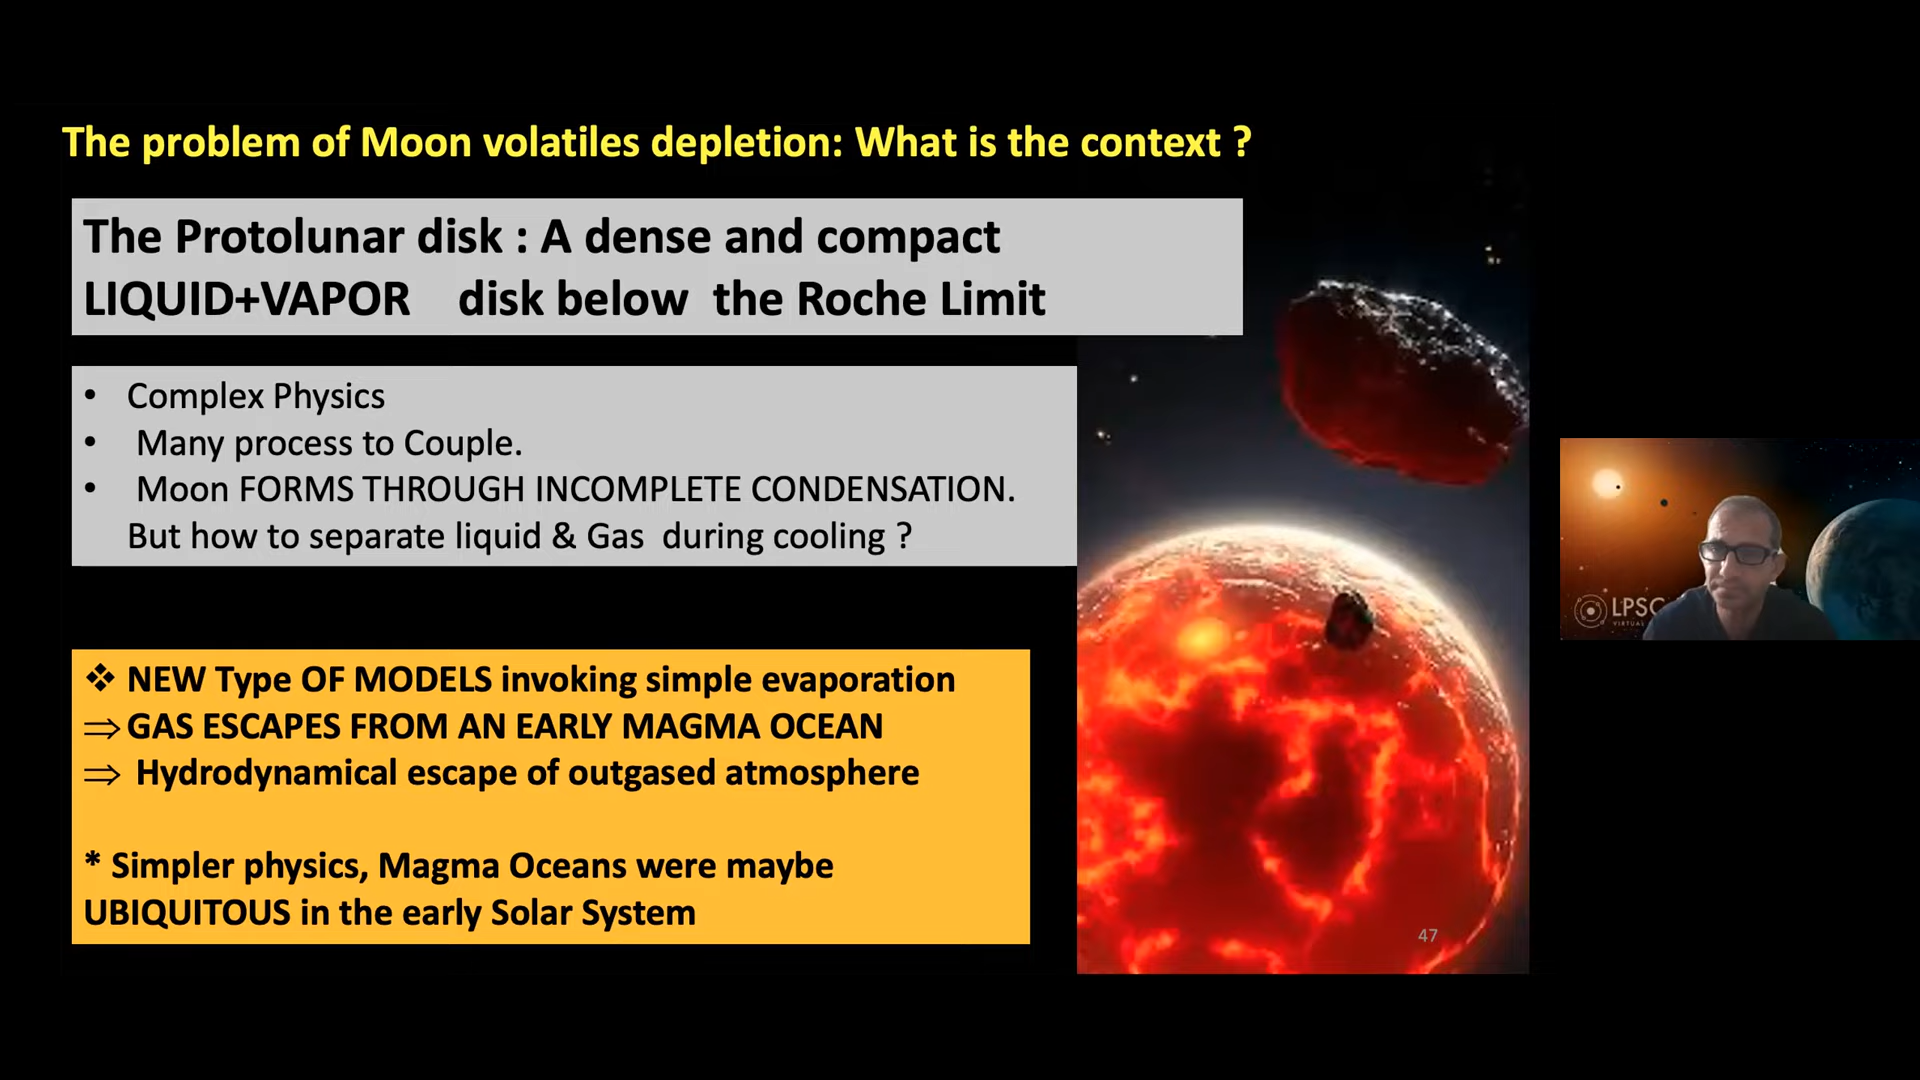 The problem of Moon volatiles depletion: What is the context ?
The Protolunar disk : A dense and compact
LIQUID+VAPOR disk below the Roche Limit
• Complex Physics
• Many process to Couple.
• Moon FORMS THROUGH INCOMPLETE CONDENSATION.
But how to separate liquid & Gas during cooling ?
❖ NEW Type OF MODELS invoking simple evaporation
⇒ GAS ESCAPES FROM AN EARLY MAGMA OCEAN
⇒ Hydrodynamical escape of outgased atmosphere
* Simpler physics, Magma Oceans were maybe
UBIQUITOUS in the early Solar System
47
LPSC
VIRTUAL